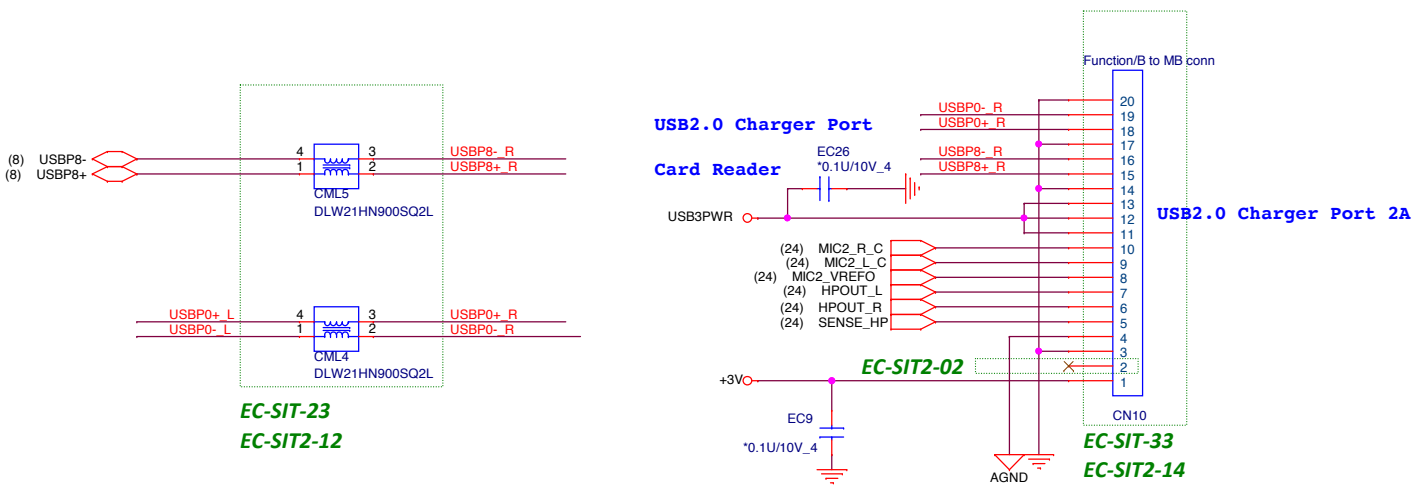 (8) USBP8-
(8) USBP8+
4
1
3
2
USBP8-_R
USBP8+_R
CML5
DLW21HN900SQ2L
USBP0+_L
USBP0-_L
4
1
3
2
USBP0+_R
USBP0-_R
CML4
DLW21HN900SQ2L
EC-SIT-23
EC-SIT2-12
Function/B to MB conn
USB2.0 Charger Port
Card Reader
USBP0-_R
USBP0+_R
USBP8-_R
USBP8+_R
EC26
*0.1U/10V_4
USB3PWR
(24) MIC2_R_C
(24) MIC2_L_C
(24) MIC2_VREFO
(24) HPOUT_L
(24) HPOUT_R
(24) SENSE_HP
EC-SIT2-02
+3V
EC9
*0.1U/10V_4
AGND
20
19
18
17
16
15
14
13
12
11
10
9
8
7
6
5
4
3
2
1
USB2.0 Charger Port 2A
CN10
EC-SIT-33
EC-SIT2-14